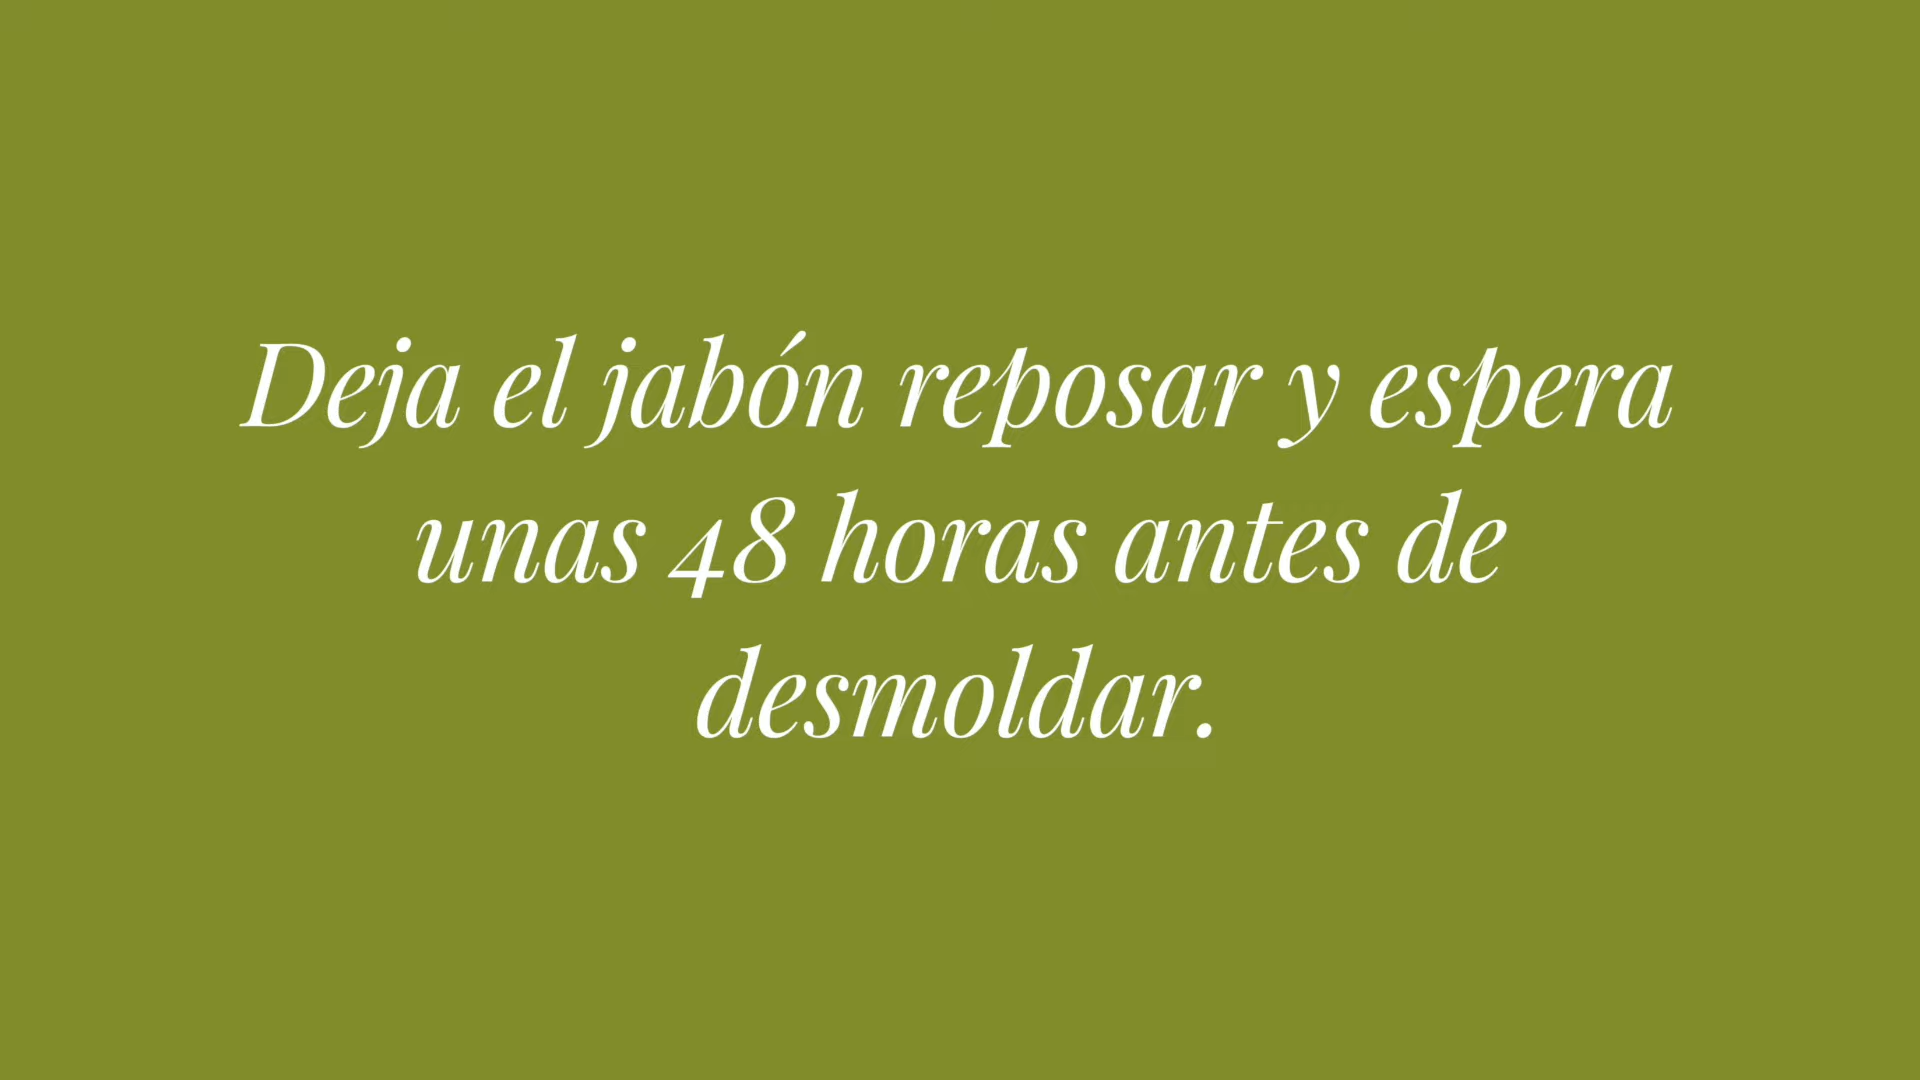 Deja el jabón reposar y espera
unas 48 horas antes de
desmoldar.